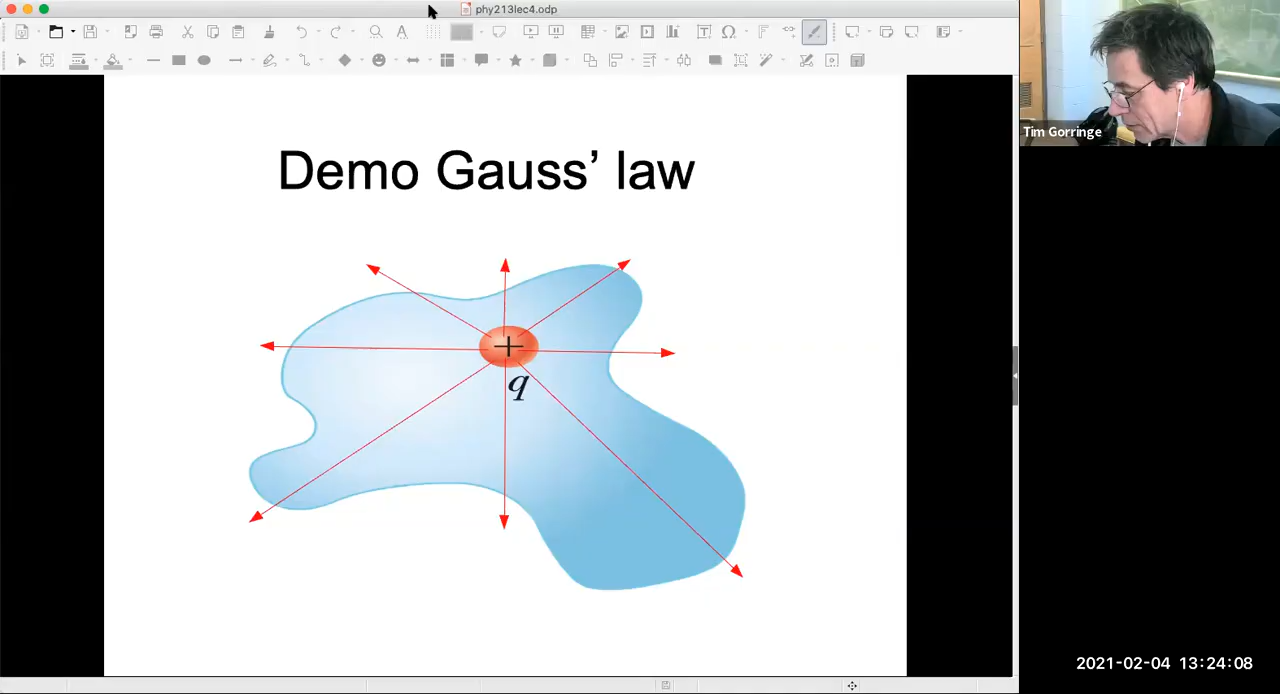 phy213lec4.odp
Tim Gorringe
Demo Gauss’ law
+
q
2021-02-04 13:24:08